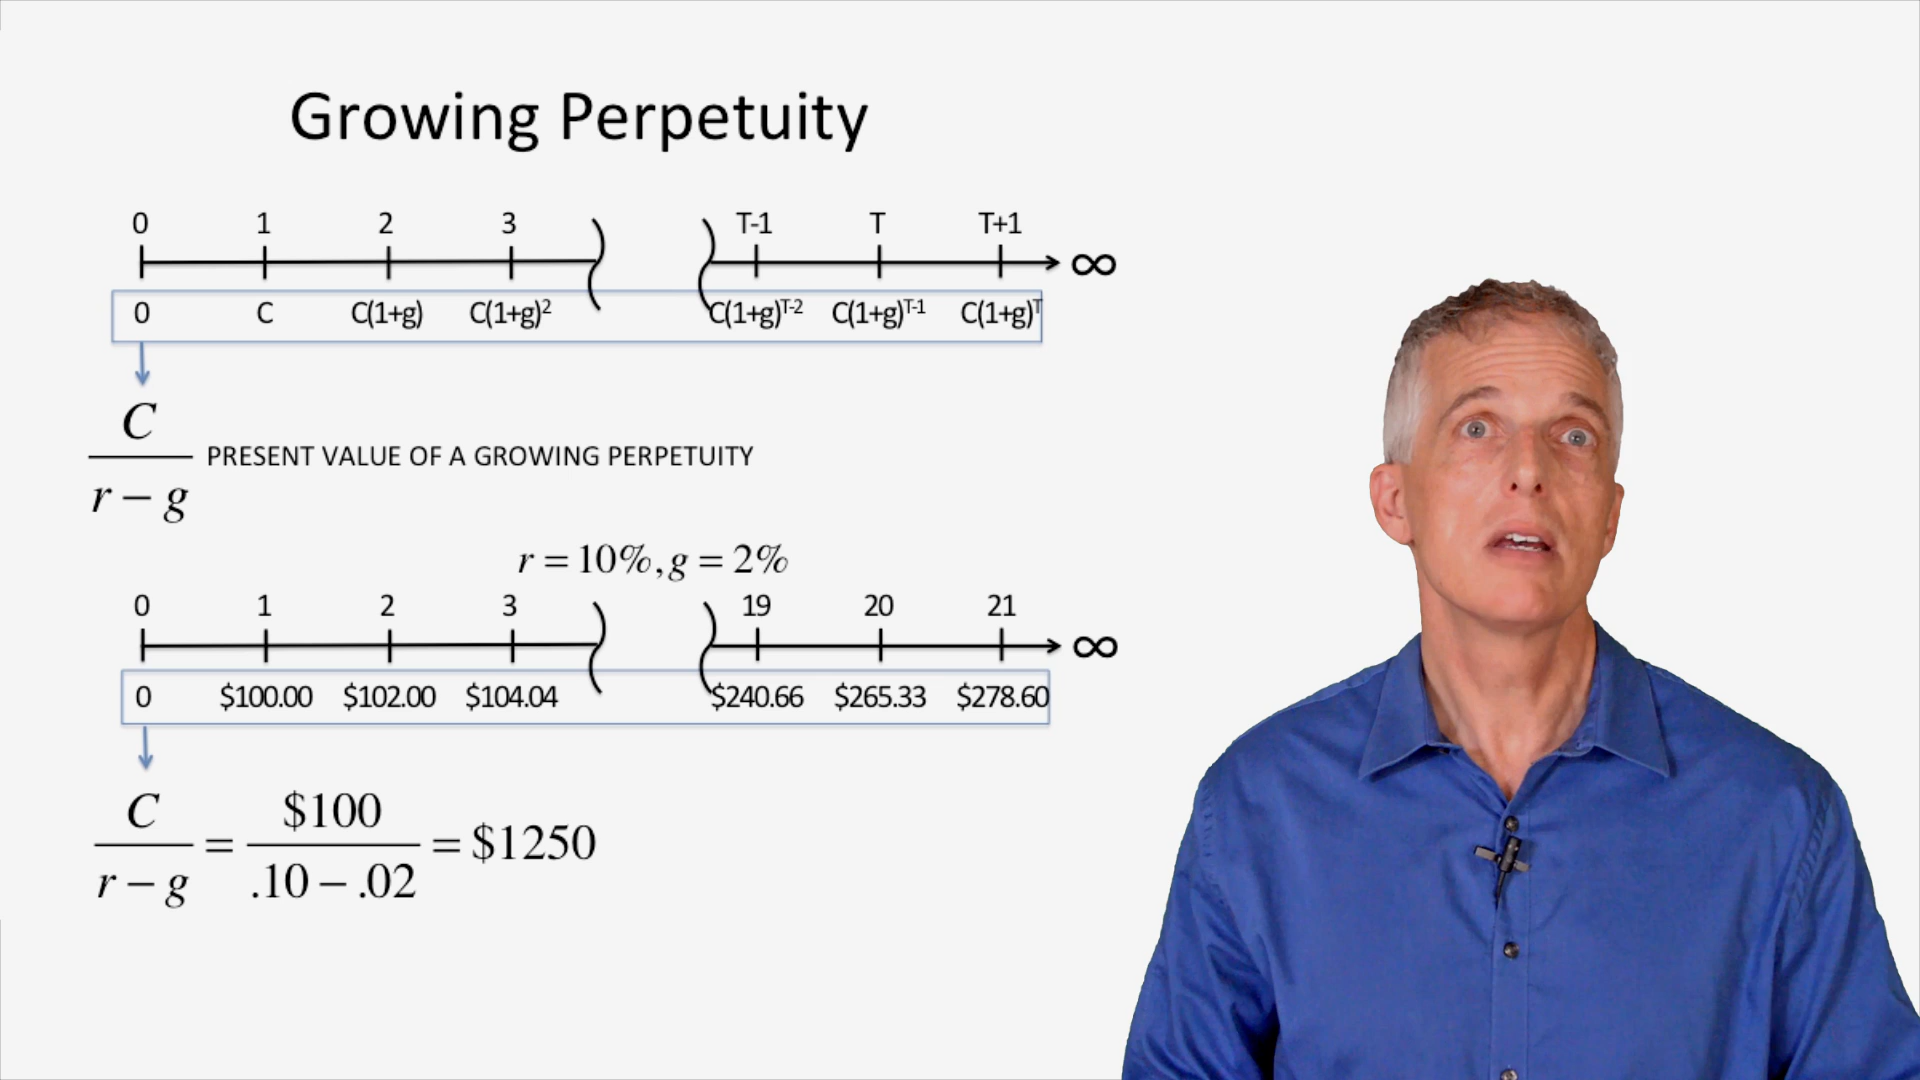 Growing Perpetuity
0 1 2 3 T-1 T T+1
∞
0 C C(1+g) C(1+g)² C(1+g)ᵀ⁻² C(1+g)ᵀ⁻¹ C(1+g)ᵀ
C
r − g
PRESENT VALUE OF A GROWING PERPETUITY
r = 10%, g = 2%
0 1 2 3 19 20 21
∞
0 $100.00 $102.00 $104.04 $240.66 $265.33 $278.60
C/(r − g) = $100/(.10 − .02) = $1250